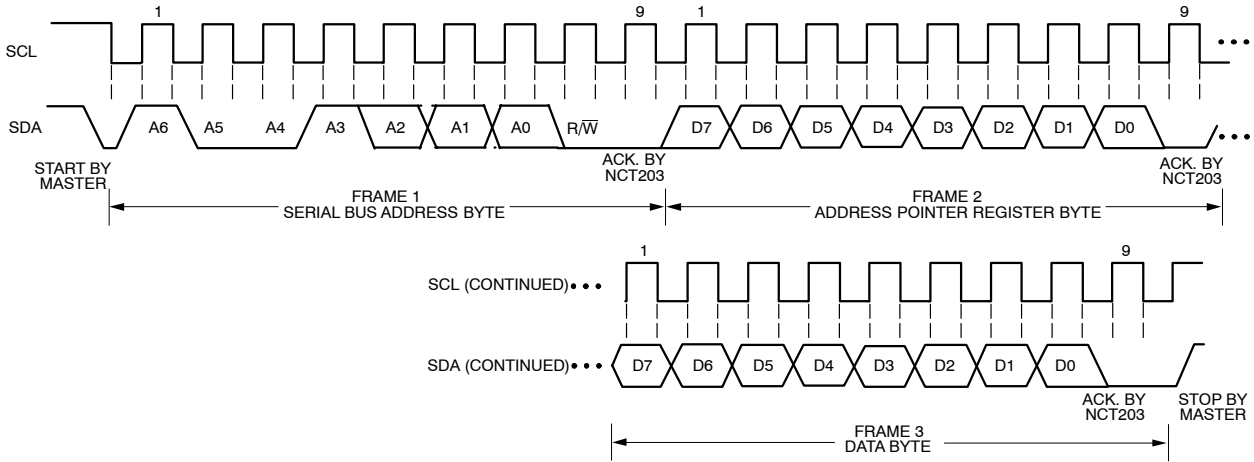 1 9 1 9
SCL
SDA A6 A5 A4 A3 A2 A1 A0 R/W̅ D7 D6 D5 D4 D3 D2 D1 D0
START BY
MASTER
ACK. BY
NCT203
ACK. BY
NCT203
FRAME 1
SERIAL BUS ADDRESS BYTE
FRAME 2
ADDRESS POINTER REGISTER BYTE
1 9
SCL (CONTINUED)
SDA (CONTINUED) D7 D6 D5 D4 D3 D2 D1 D0
ACK. BY
NCT203
STOP BY
MASTER
FRAME 3
DATA BYTE